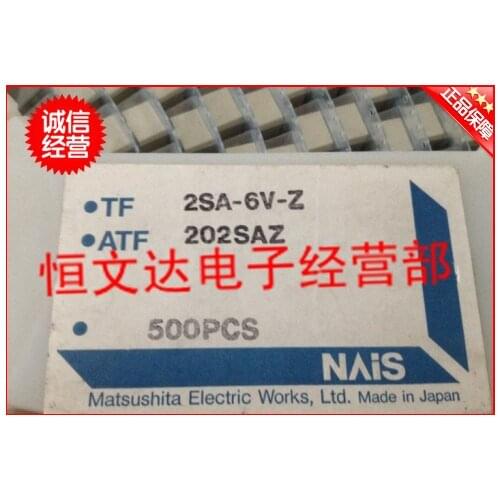 诚信
经营
正品保障
•TF 2SA-6V-Z
•ATF 202SAZ
恒文达电子经营部
• 500PCS
NAiS
Matsushita Electric Works, Ltd. Made in Japan